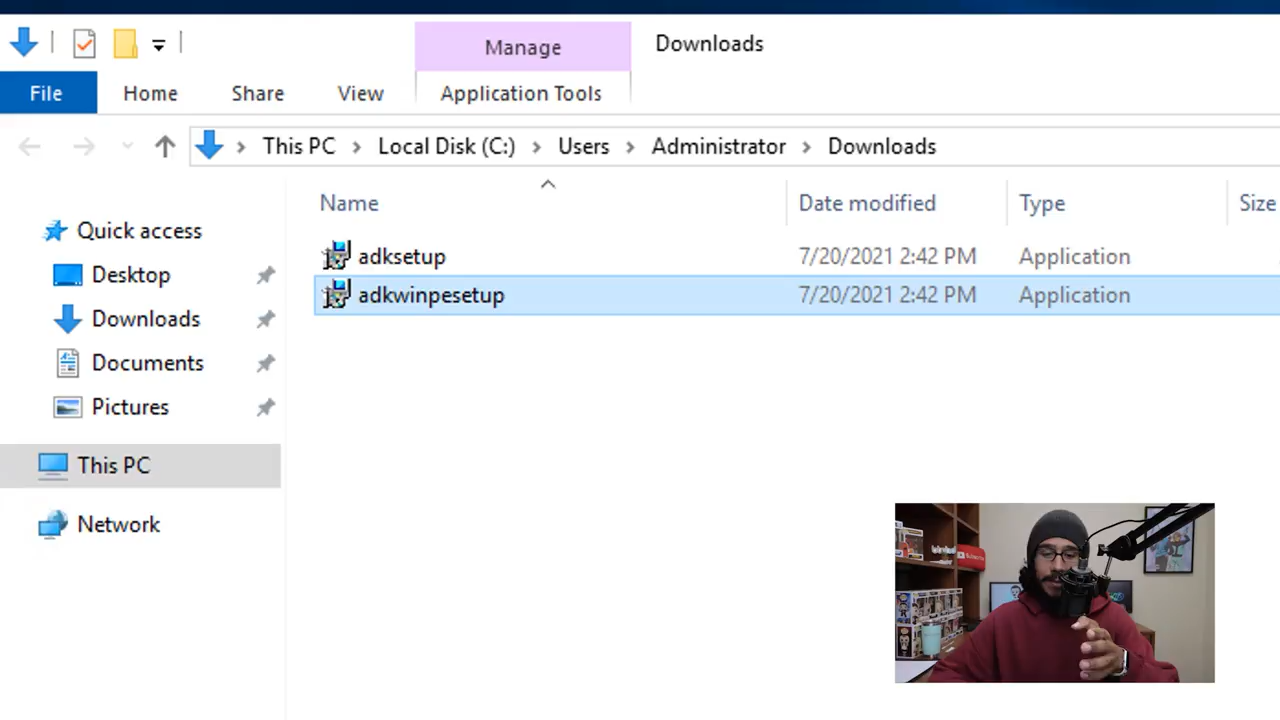 Manage
Downloads
File
Home
Share
View
Application Tools
This PC
Local Disk (C:)
Users
Administrator
Downloads
Name
Date modified
Type
Size
Quick access
Desktop
Downloads
Documents
Pictures
This PC
Network
adksetup
7/20/2021 2:42 PM
Application
adkwinpesetup
7/20/2021 2:42 PM
Application